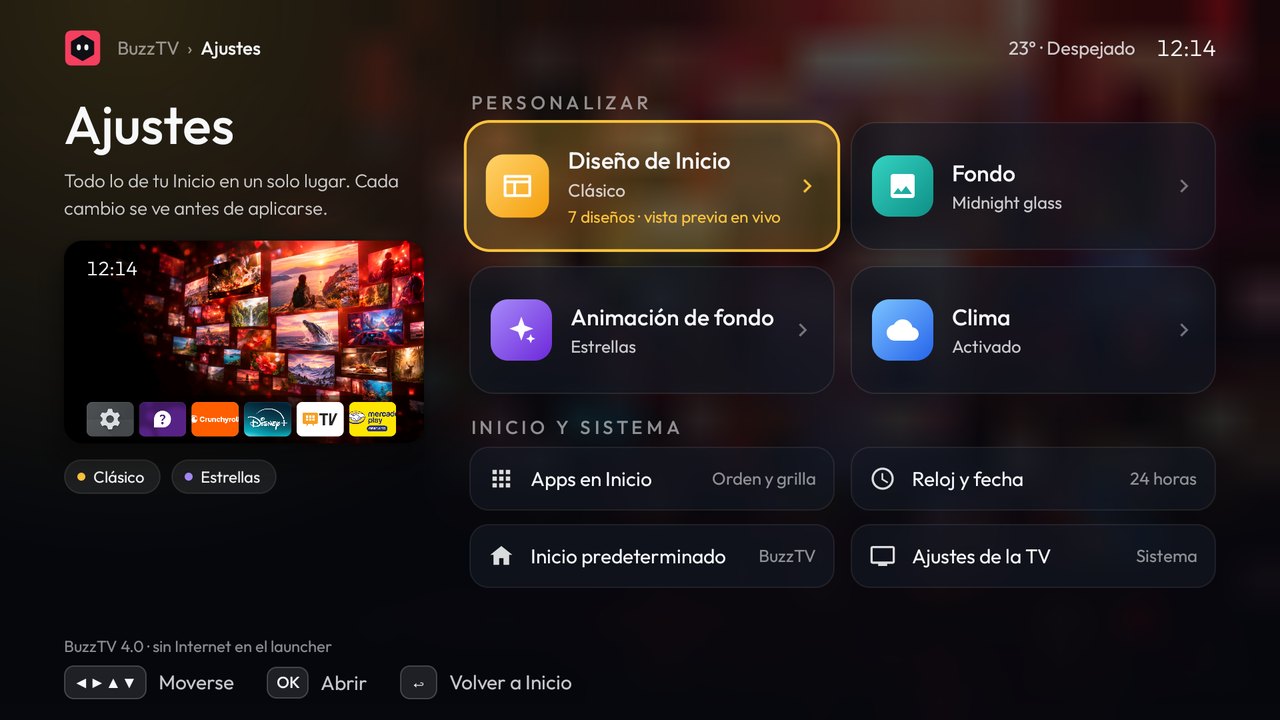 BuzzTV › Ajustes
23° · Despejado 12:14
Ajustes
Todo lo de tu Inicio en un solo lugar. Cada
cambio se ve antes de aplicarse.
12:14
Crunchyroll
Disney+
TV
mercado
play
Clásico
Estrellas
PERSONALIZAR
Diseño de Inicio
Clásico
7 diseños · vista previa en vivo
Fondo
Midnight glass
Animación de fondo
Estrellas
Clima
Activado
INICIO Y SISTEMA
Apps en Inicio Orden y grilla
Reloj y fecha 24 horas
Inicio predeterminado BuzzTV
Ajustes de la TV Sistema
BuzzTV 4.0 · sin Internet en el launcher
◀ ▶ ▲ ▼ Moverse OK Abrir ↩ Volver a Inicio